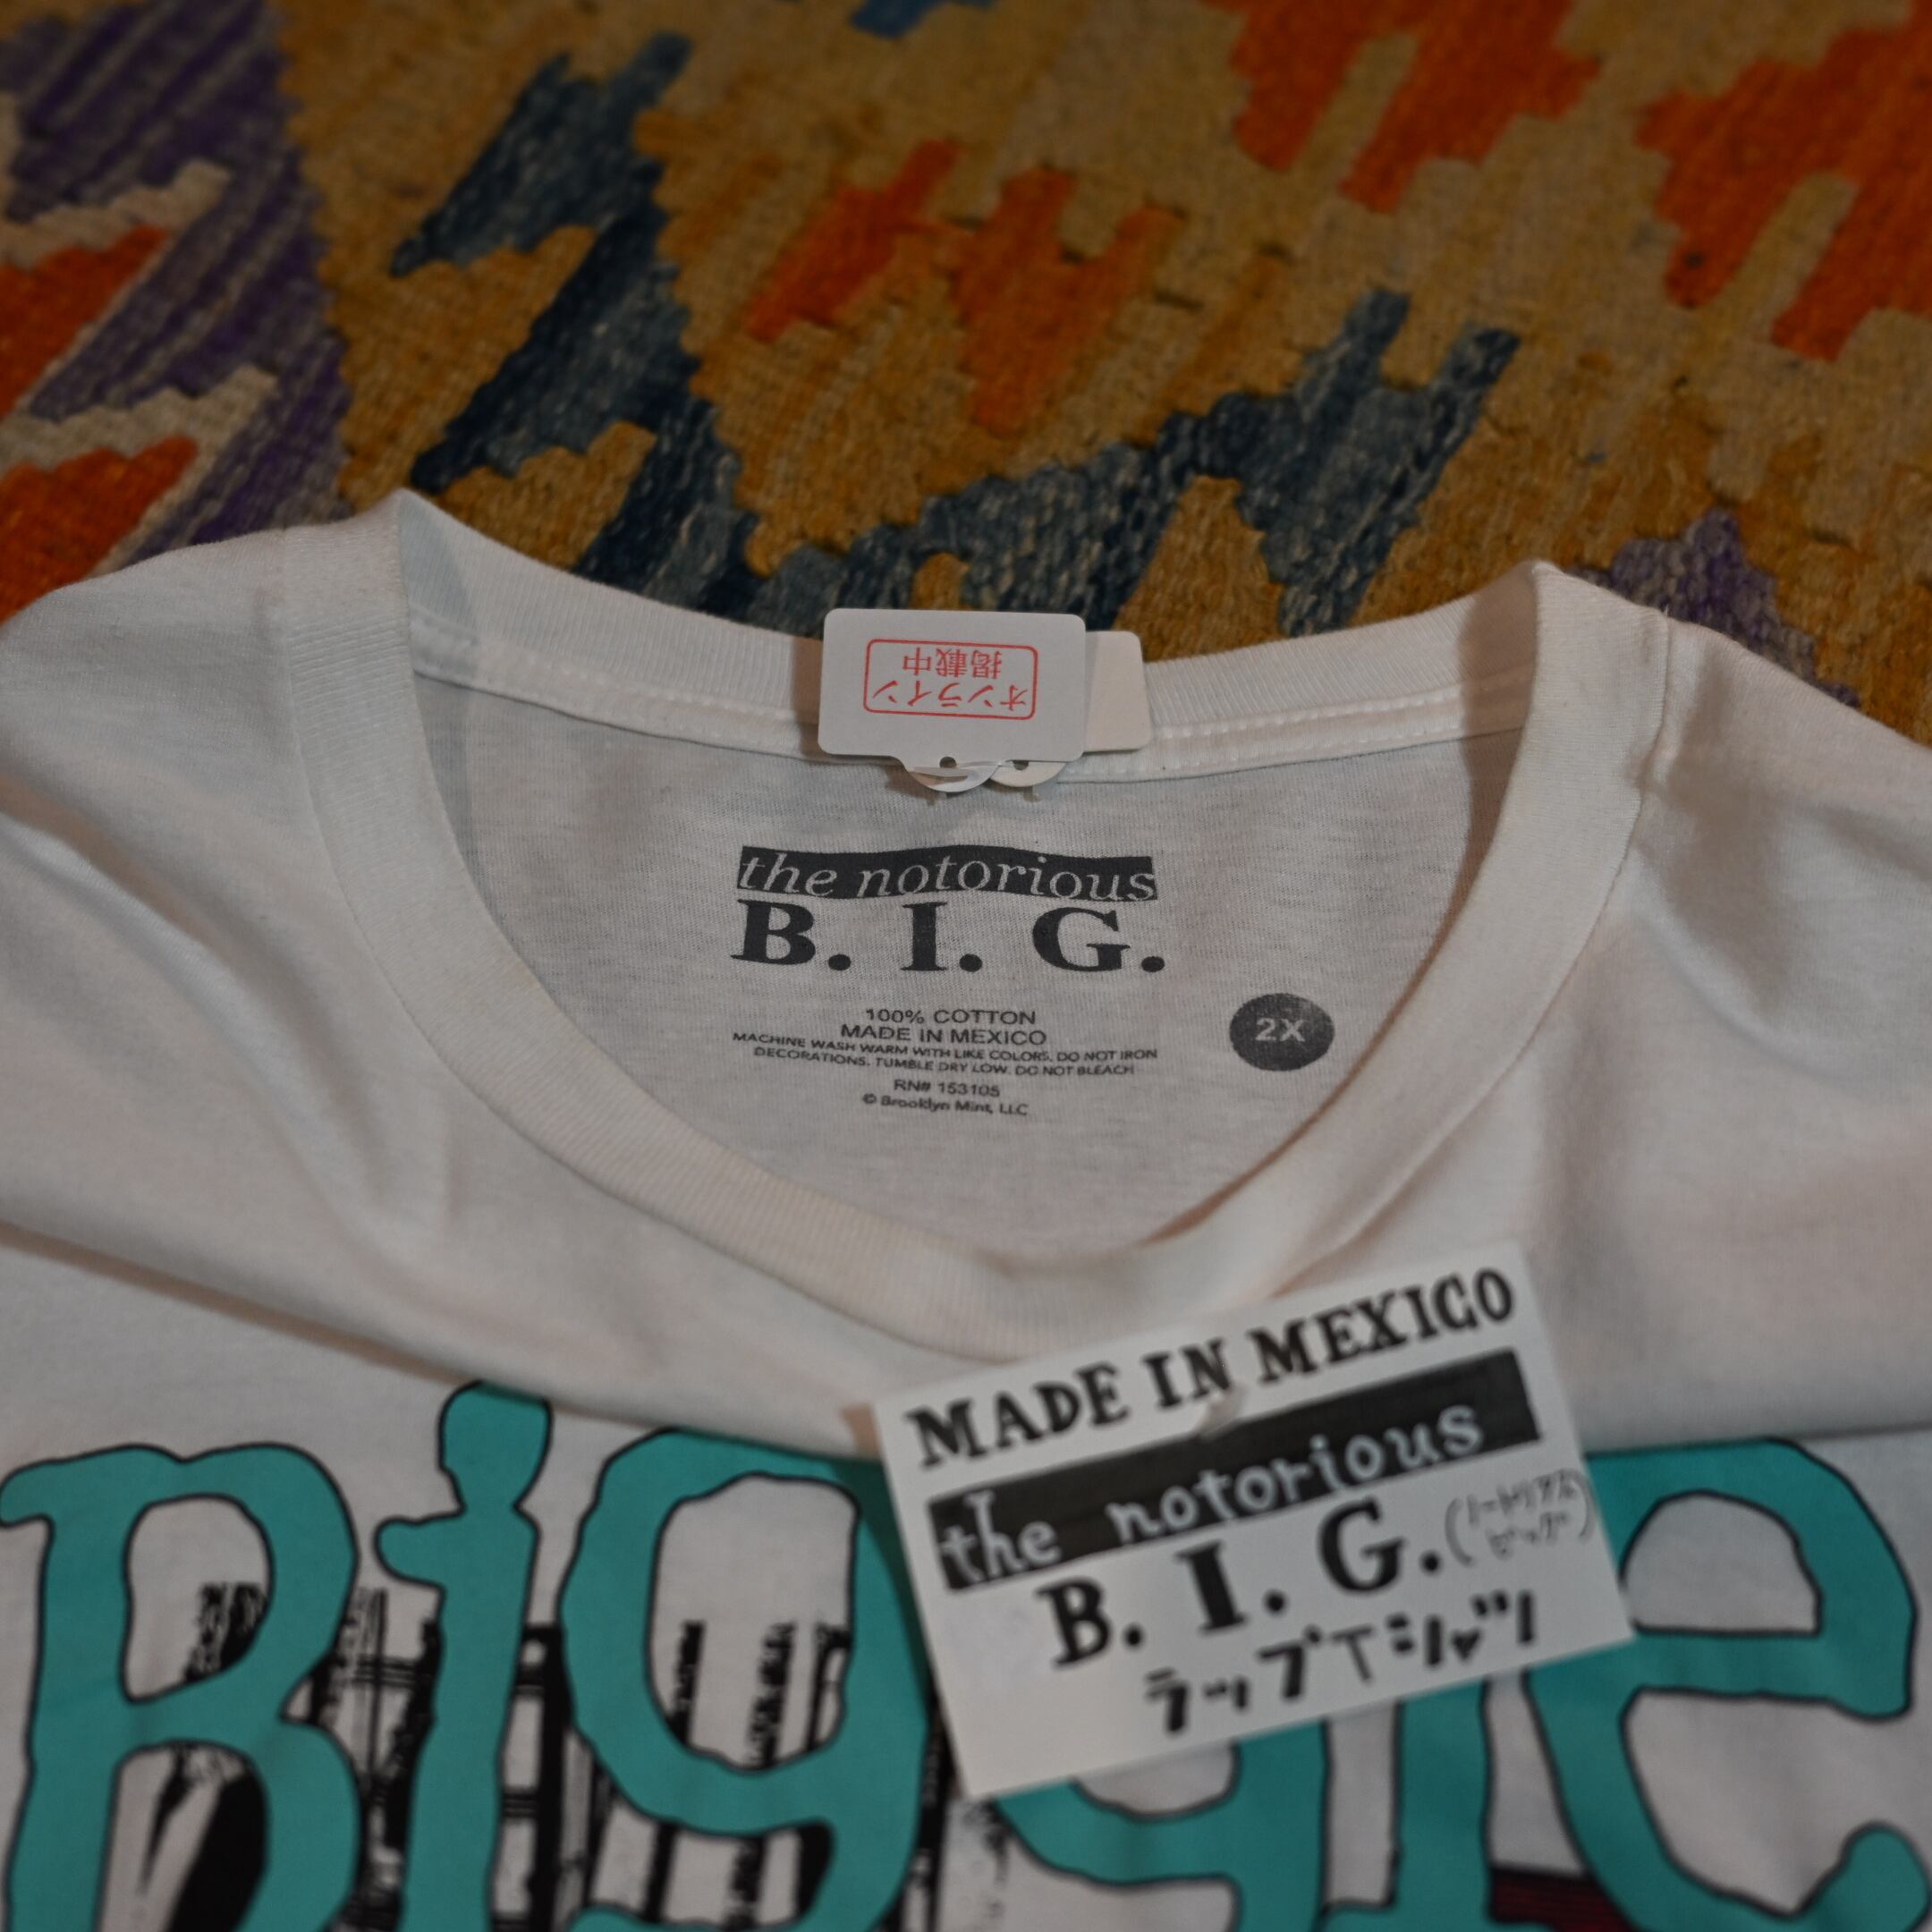 オンライン
掲載中
the notorious
B. I. G.
100% COTTON
MADE IN MEXICO
MACHINE WASH WARM WITH LIKE COLORS. DO NOT IRON
DECORATIONS. TUMBLE DRY LOW. DO NOT BLEACH
RN# 153105
© Brooklyn Mint, LLC
2X
MADE IN MEXICO
the notorious
B. I. G.
(ノートリアス
ビッグ)
ラップTシャツ
Biggie